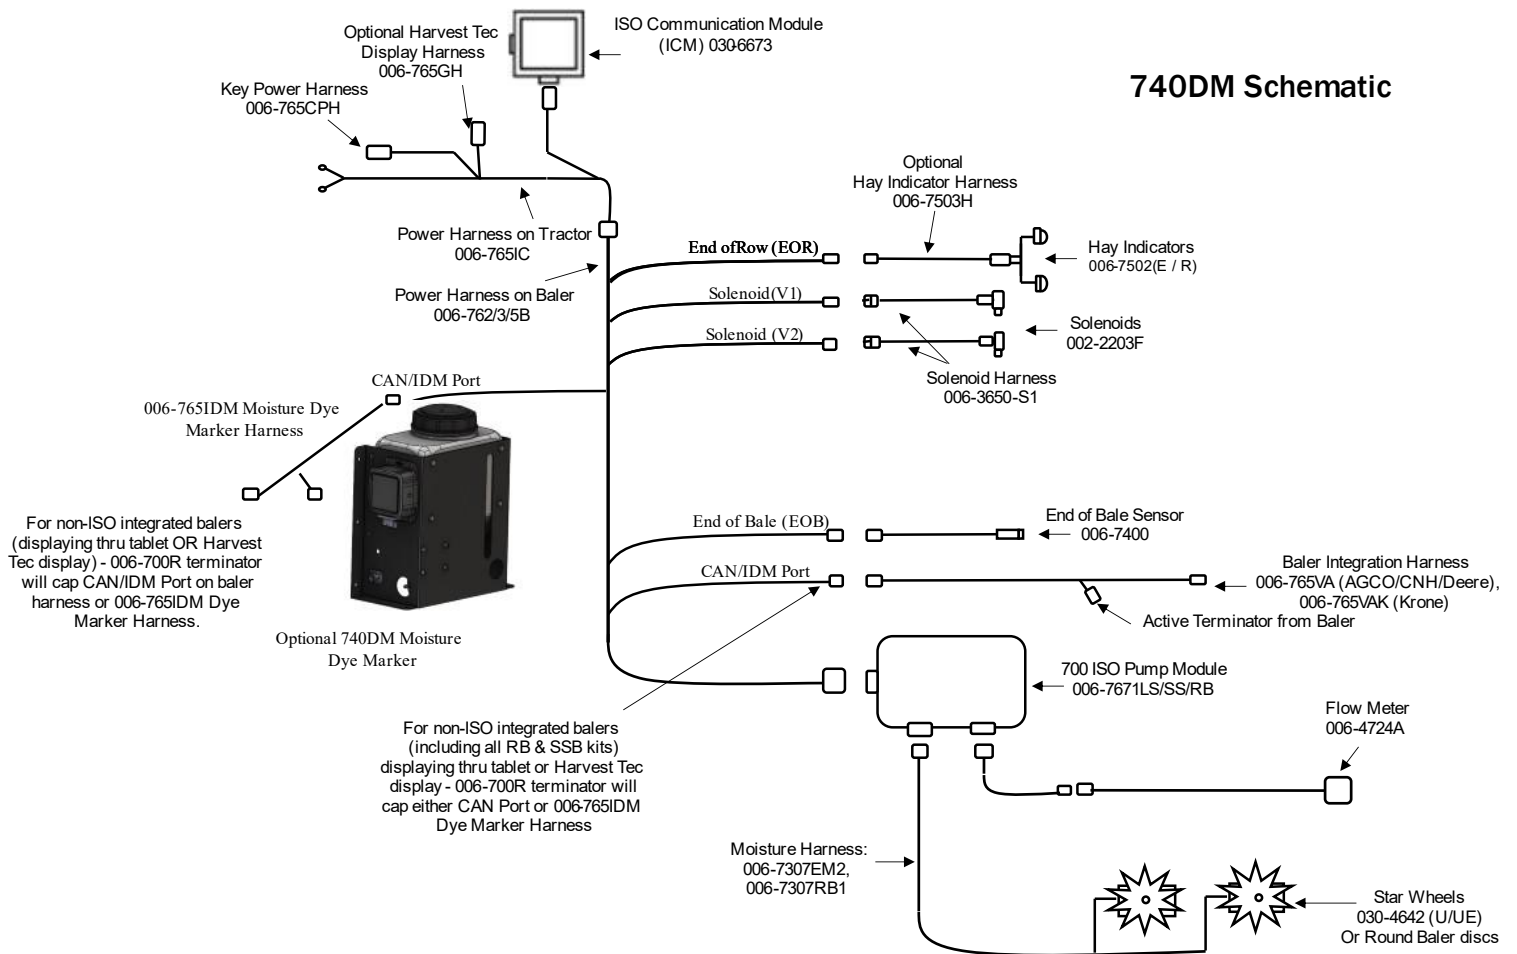 740DM Schematic
ISO Communication Module
(ICM) 030-6673
Optional Harvest Tec
Display Harness
006-765GH
Key Power Harness
006-765CPH
Power Harness on Tractor
006-765IC
Power Harness on Baler
006-762/3/5B
Optional
Hay Indicator Harness
006-7503H
End ofRow (EOR)
Hay Indicators
006-7502(E / R)
Solenoid(V1)
Solenoid (V2)
Solenoids
002-2203F
Solenoid Harness
006-3650-S1
CAN/IDM Port
006-765IDM Moisture Dye
Marker Harness
For non-ISO integrated balers
(displaying thru tablet OR Harvest
Tec display) - 006-700R terminator
will cap CAN/IDM Port on baler
harness or 006-765IDM Dye
Marker Harness.
Optional 740DM Moisture
Dye Marker
End of Bale (EOB)
End of Bale Sensor
006-7400
CAN/IDM Port
Baler Integration Harness
006-765VA (AGCO/CNH/Deere),
006-765VAK (Krone)
Active Terminator from Baler
700 ISO Pump Module
006-7671LS/SS/RB
For non-ISO integrated balers
(including all RB & SSB kits)
displaying thru tablet or Harvest Tec
display - 006-700R terminator will
cap either CAN Port or 006-765IDM
Dye Marker Harness
Flow Meter
006-4724A
Moisture Harness:
006-7307EM2,
006-7307RB1
Star Wheels
030-4642 (U/UE)
Or Round Baler discs